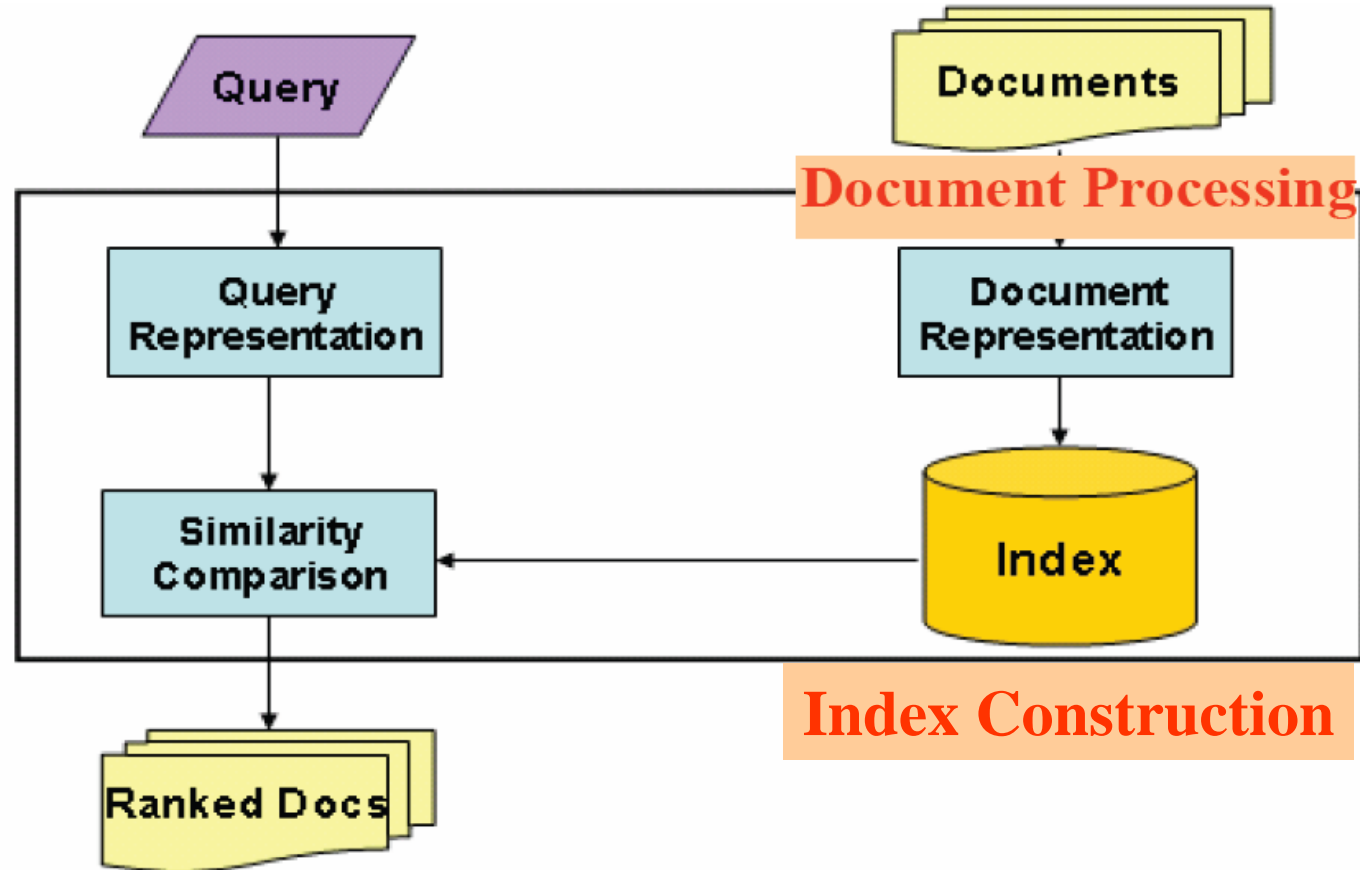 Query
Documents
Document Processing
Query
Representation
Document
Representation
Similarity
Comparison
Index
Index Construction
Ranked Docs